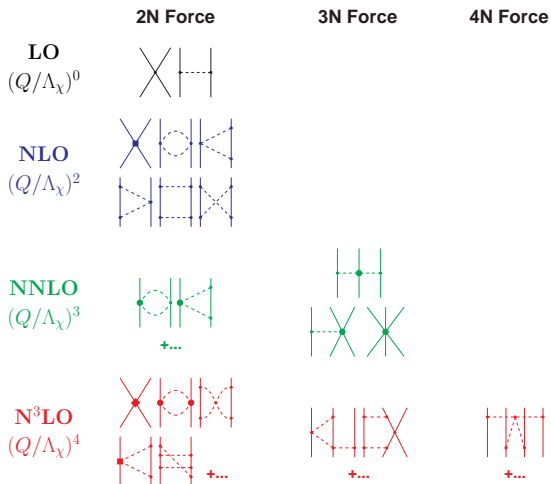 2N Force 3N Force 4N Force
LO
(Q/Λχ)⁰
NLO
(Q/Λχ)²
NNLO
(Q/Λχ)³
+...
N³LO
(Q/Λχ)⁴
+... +... +...